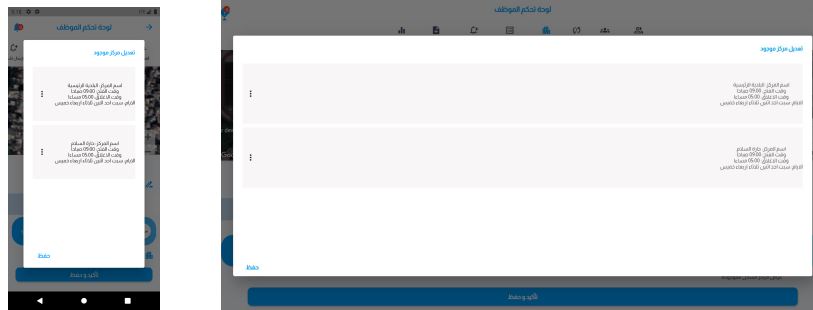 6:16
لوحة تحكم الموظف
تعديل مركز موجود
اسم المركز: البلدية الرئيسية
وقت الفتح: 09:00 صباحا
وقت الاغلاق: 05:00 مساءا
الايام: سبت احد اثنين ثلاثاء اربعاء خميس
اسم المركز: حارة السلام
وقت الفتح: 09:00 صباحاً
وقت الاغلاق: 05:00 مساءا
الايام: سبت احد اثنين ثلاثاء اربعاء خميس
حفظ
تأكيد و حفظ
لوحة تحكم الموظف
تعديل مركز موجود
اسم المركز: البلدية الرئيسية
وقت الفتح: 09:00 صباحا
وقت الاغلاق: 05:00 مساءا
الايام: سبت احد اثنين ثلاثاء اربعاء خميس
اسم المركز: حارة السلام
وقت الفتح: 09:00 صباحاً
وقت الاغلاق: 05:00 مساءا
الايام: سبت احد اثنين ثلاثاء اربعاء خميس
حفظ
تأكيد و حفظ